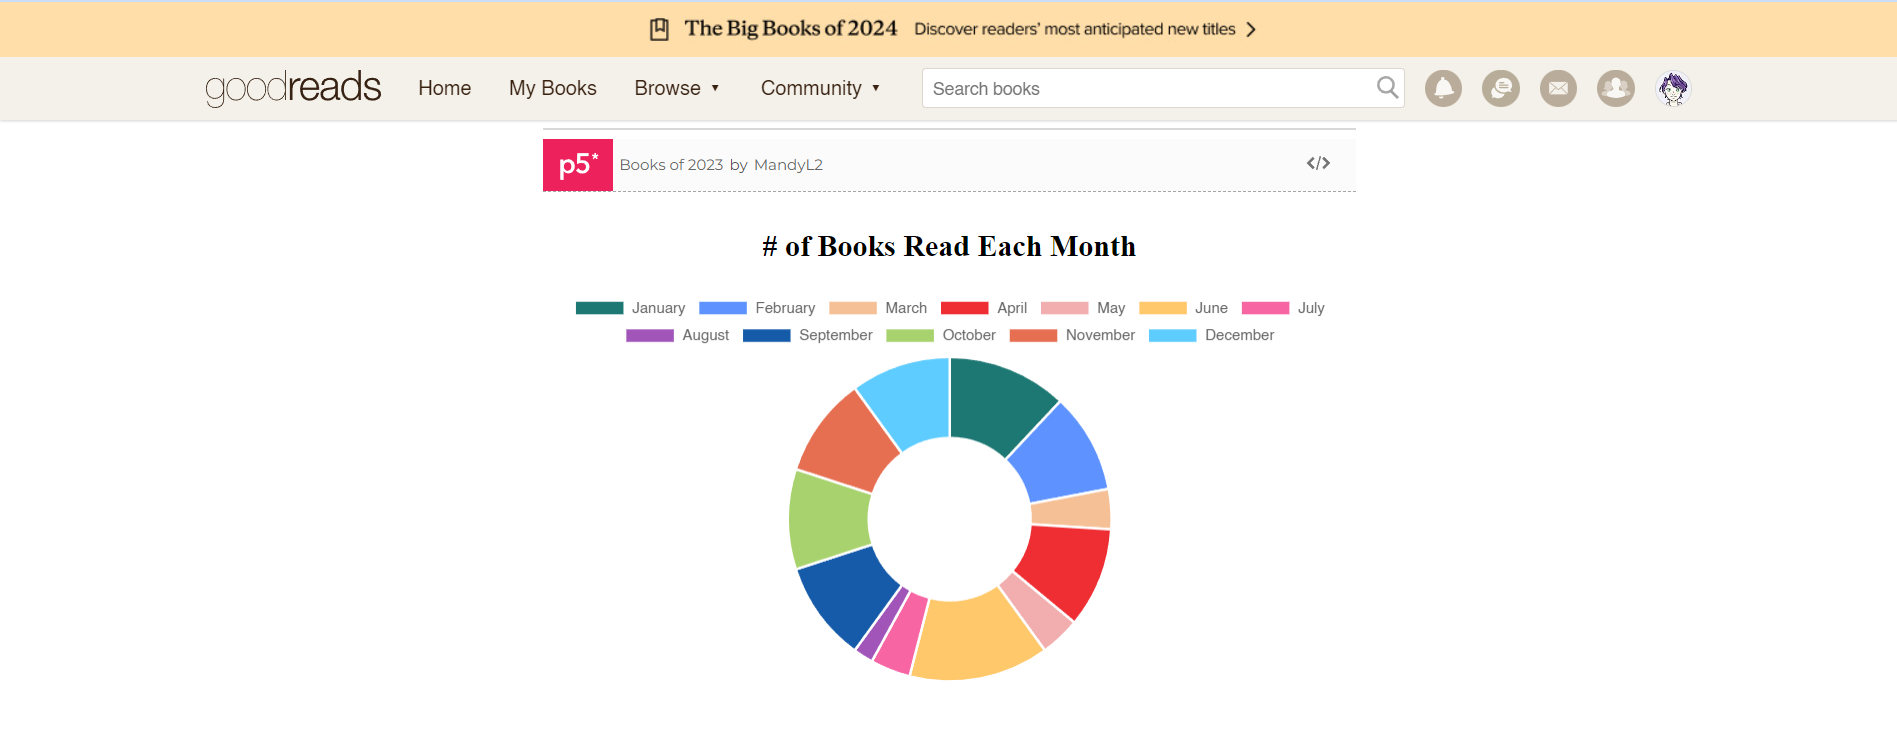 The Big Books of 2024 Discover readers' most anticipated new titles
goodreads Home My Books Browse ▼ Community ▼ Search books
p5* Books of 2023 by MandyL2 </>
# of Books Read Each Month
January February March April May June July
August September October November December